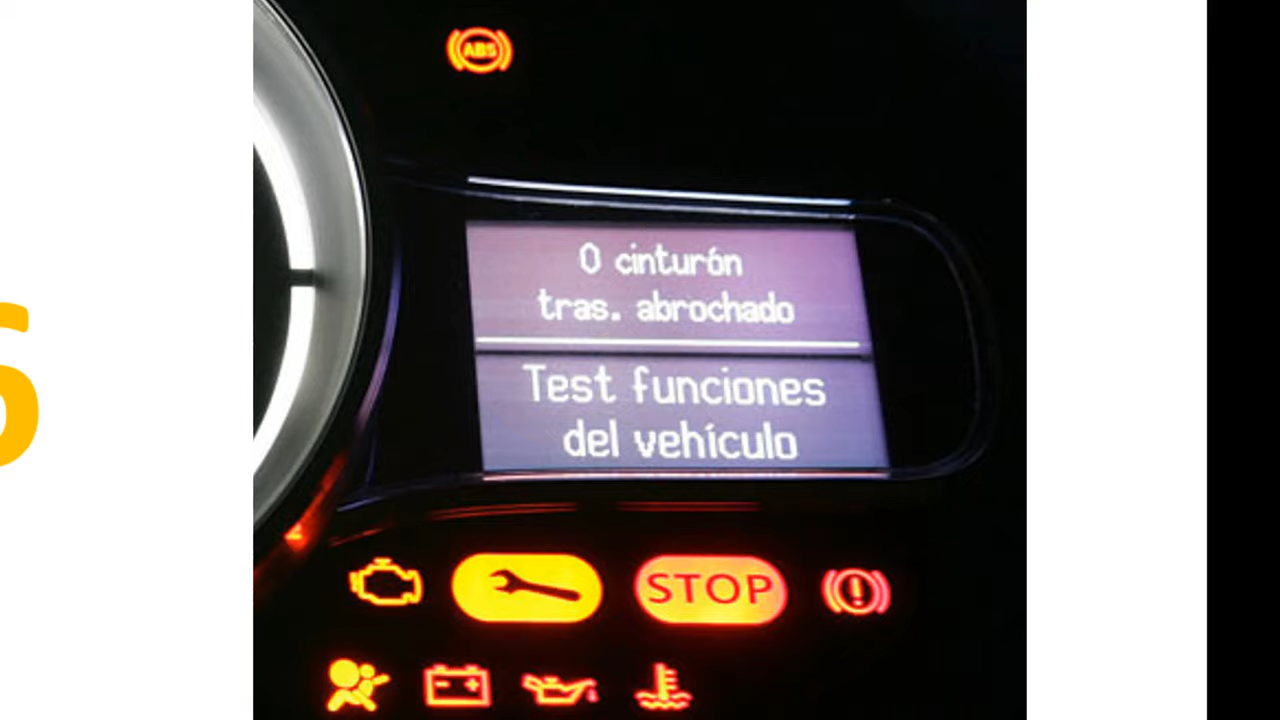 ABS
0 cinturón
tras. abrochado
Test funciones
del vehículo
STOP